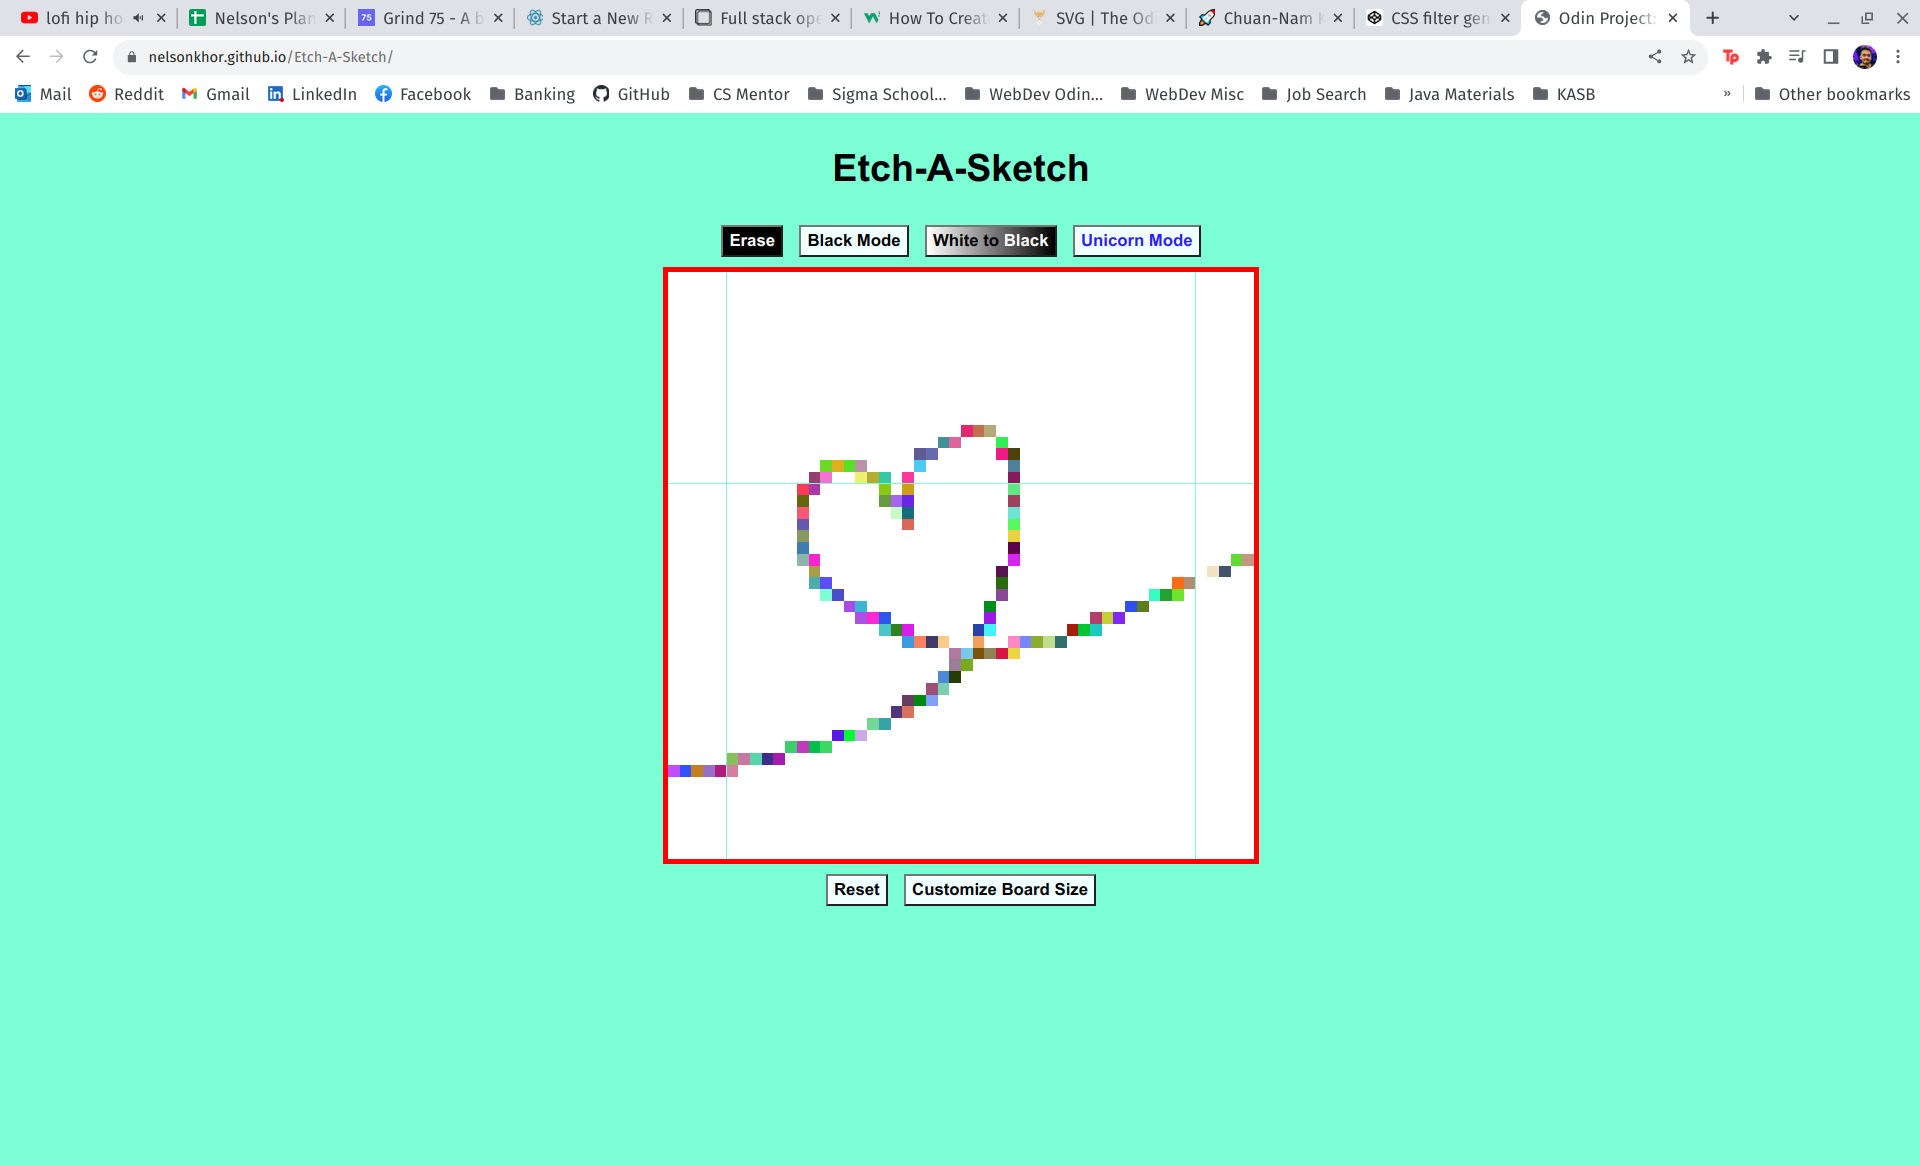 lofi hip ho
Nelson's Plan
Grind 75 - A b
Start a New R
Full stack ope
How To Creat
SVG | The Od
Chuan-Nam K
CSS filter gen
Odin Project:
nelsonkhor.github.io/Etch-A-Sketch/
Tp
Mail
Reddit
Gmail
LinkedIn
Facebook
Banking
GitHub
CS Mentor
Sigma School...
WebDev Odin...
WebDev Misc
Job Search
Java Materials
KASB
»
Other bookmarks
Etch-A-Sketch
Erase
Black Mode
White to Black
Unicorn Mode
Reset
Customize Board Size